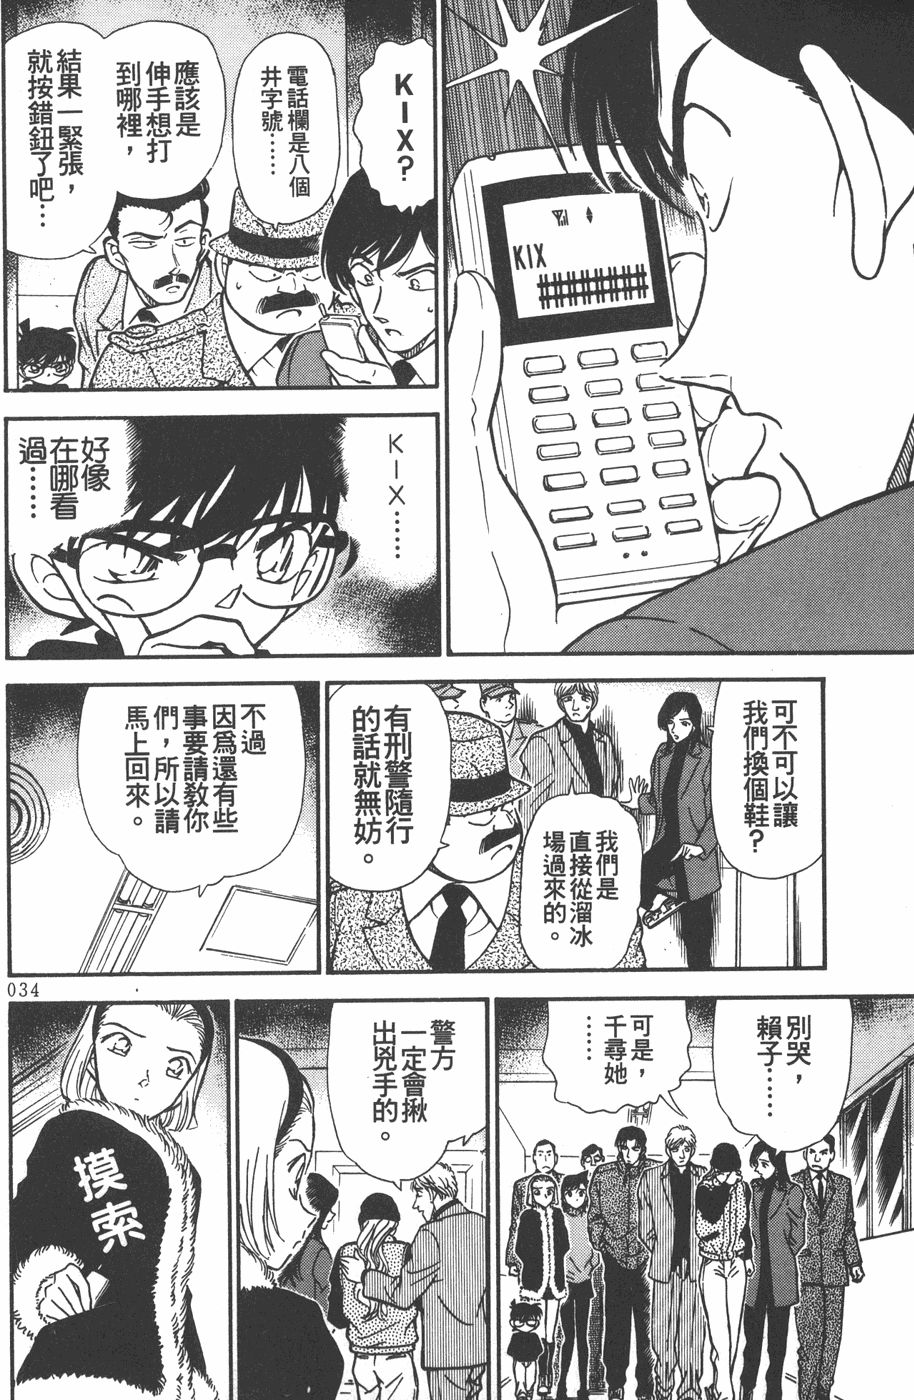 KIX
########
KIX?
電話欄是八個
井字號……
應該是
伸手想打
到哪裡，
結果一緊張，
就按錯鈕了吧…
KIX……
好像
在哪看
過……
可不可以讓
我們換個鞋?
我們是
直接從溜冰
場過來的。
有刑警隨行
的話就無妨。
不過
因為還有些
事要請教你
們，所以請
馬上回來。
034
別哭，
賴子……
可是，
千尋她
……
警方
一定會揪
出兇手的。
摸索